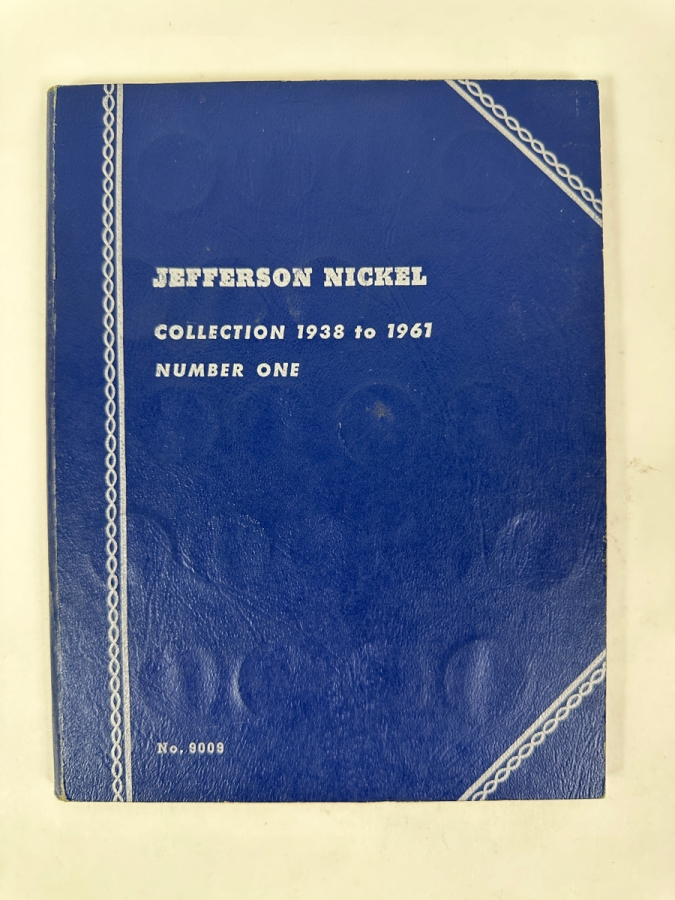 JEFFERSON NICKEL
COLLECTION 1938 to 1961
NUMBER ONE
No. 9009